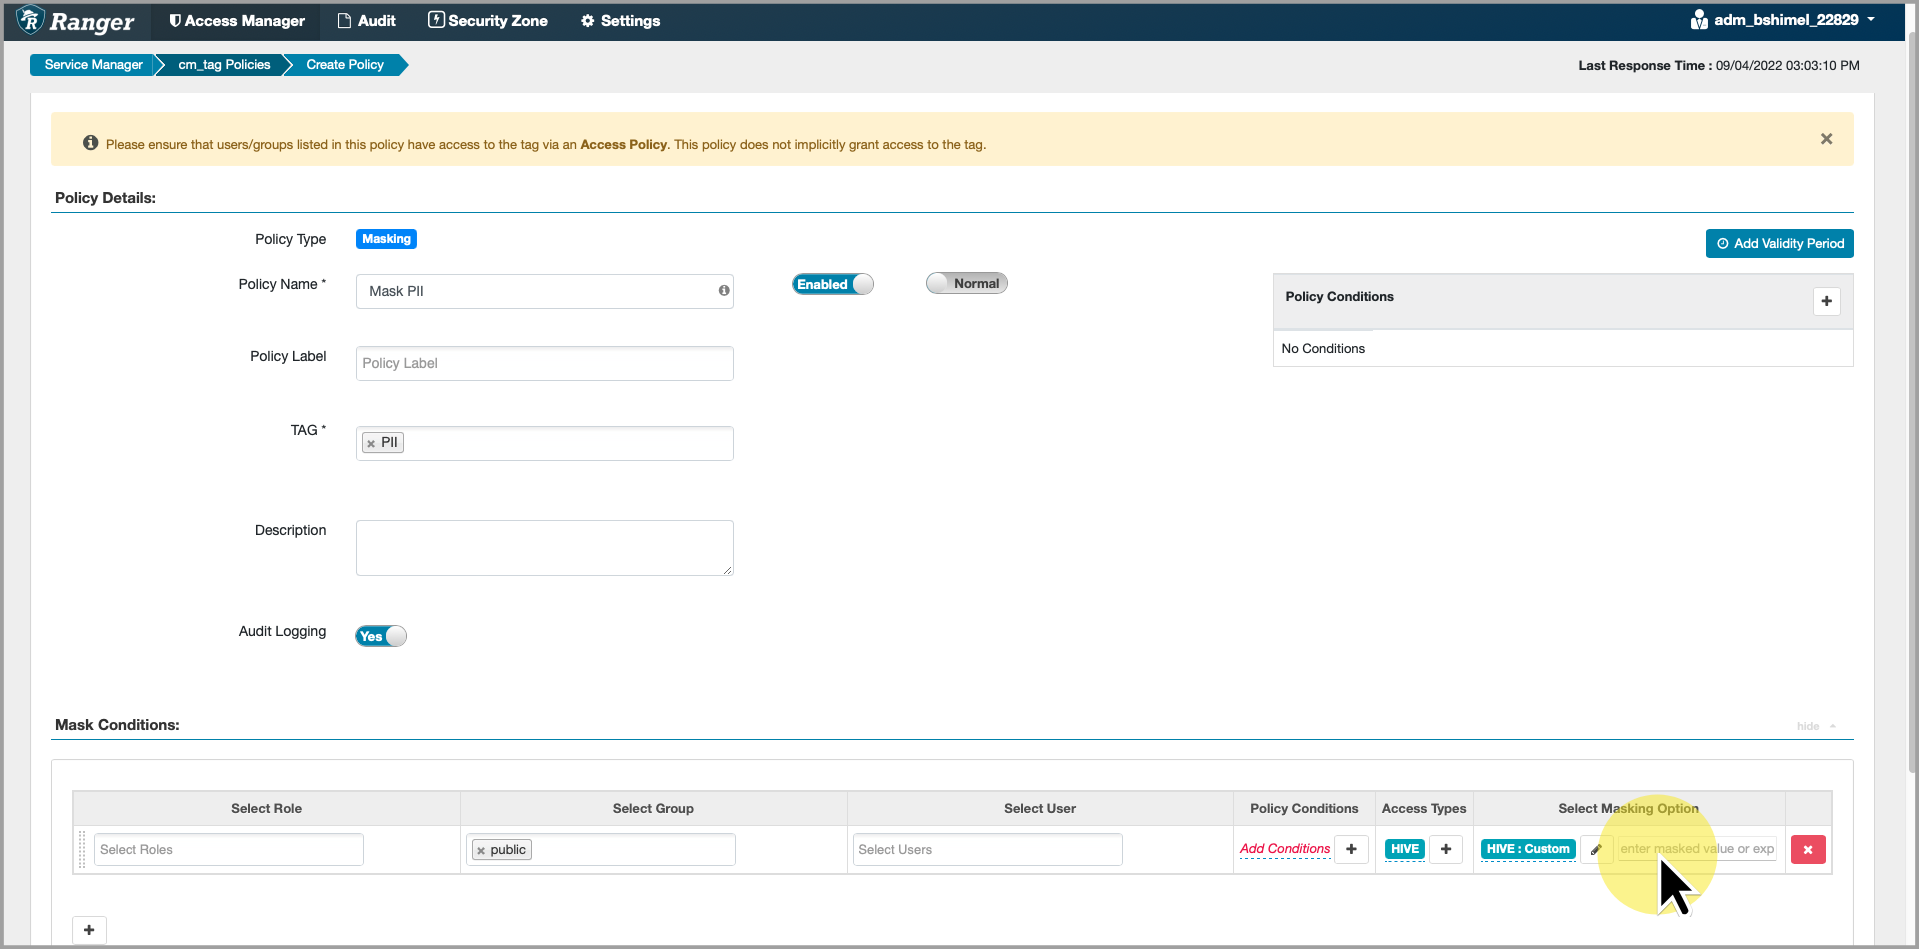 Ranger Access Manager Audit Security Zone Settings adm_bshimel_22829
Service Manager cm_tag Policies Create Policy Last Response Time : 09/04/2022 03:03:10 PM
Please ensure that users/groups listed in this policy have access to the tag via an Access Policy. This policy does not implicitly grant access to the tag.
Policy Details:
Policy Type Masking Add Validity Period
Policy Name * Mask PII Enabled Normal
Policy Conditions
No Conditions
Policy Label Policy Label
TAG * PII
Description
Audit Logging Yes
Mask Conditions: hide
Select Role Select Group Select User Policy Conditions Access Types Select Masking Option
Select Roles public Select Users Add Conditions HIVE HIVE : Custom enter masked value or exp